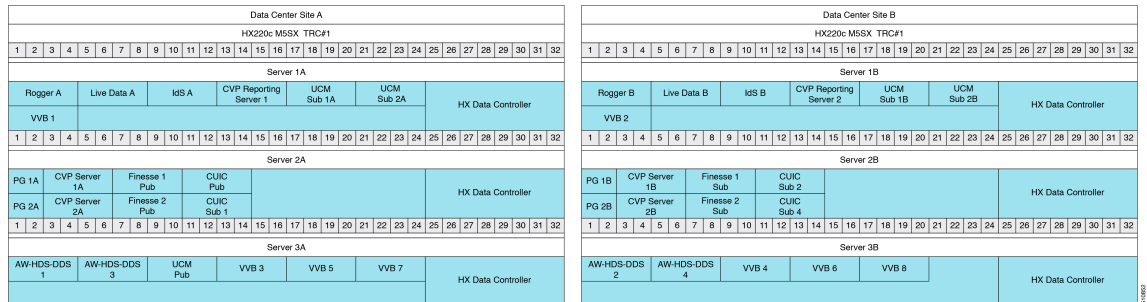 Data Center Site A
HX220c M5SX TRC#1
1 2 3 4 5 6 7 8 9 10 11 12 13 14 15 16 17 18 19 20 21 22 23 24 25 26 27 28 29 30 31 32
Server 1A
Rogger A Live Data A IdS A CVP Reporting Server 1 UCM Sub 1A UCM Sub 2A HX Data Controller
VVB 1
1 2 3 4 5 6 7 8 9 10 11 12 13 14 15 16 17 18 19 20 21 22 23 24 25 26 27 28 29 30 31 32
Server 2A
PG 1A CVP Server 1A Finesse 1 Pub CUIC Pub HX Data Controller
PG 2A CVP Server 2A Finesse 2 Pub CUIC Sub 1
1 2 3 4 5 6 7 8 9 10 11 12 13 14 15 16 17 18 19 20 21 22 23 24 25 26 27 28 29 30 31 32
Server 3A
AW-HDS-DDS 1 AW-HDS-DDS 3 UCM Pub VVB 3 VVB 5 VVB 7 HX Data Controller
Data Center Site B
HX220c M5SX TRC#1
1 2 3 4 5 6 7 8 9 10 11 12 13 14 15 16 17 18 19 20 21 22 23 24 25 26 27 28 29 30 31 32
Server 1B
Rogger B Live Data B IdS B CVP Reporting Server 2 UCM Sub 1B UCM Sub 2B HX Data Controller
VVB 2
1 2 3 4 5 6 7 8 9 10 11 12 13 14 15 16 17 18 19 20 21 22 23 24 25 26 27 28 29 30 31 32
Server 2B
PG 1B CVP Server 1B Finesse 1 Sub CUIC Sub 2 HX Data Controller
PG 2B CVP Server 2B Finesse 2 Sub CUIC Sub 4
1 2 3 4 5 6 7 8 9 10 11 12 13 14 15 16 17 18 19 20 21 22 23 24 25 26 27 28 29 30 31 32
Server 3B
AW-HDS-DDS 2 AW-HDS-DDS 4 VVB 4 VVB 6 VVB 8 HX Data Controller